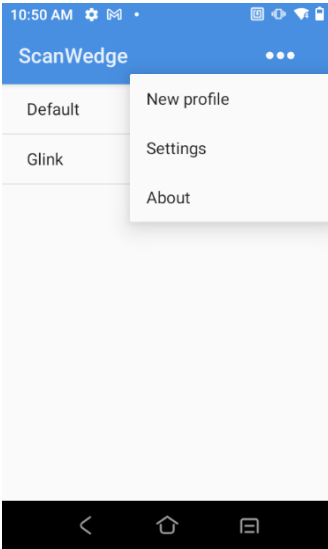 10:50 AM
ScanWedge
Default
Glink
New profile
Settings
About